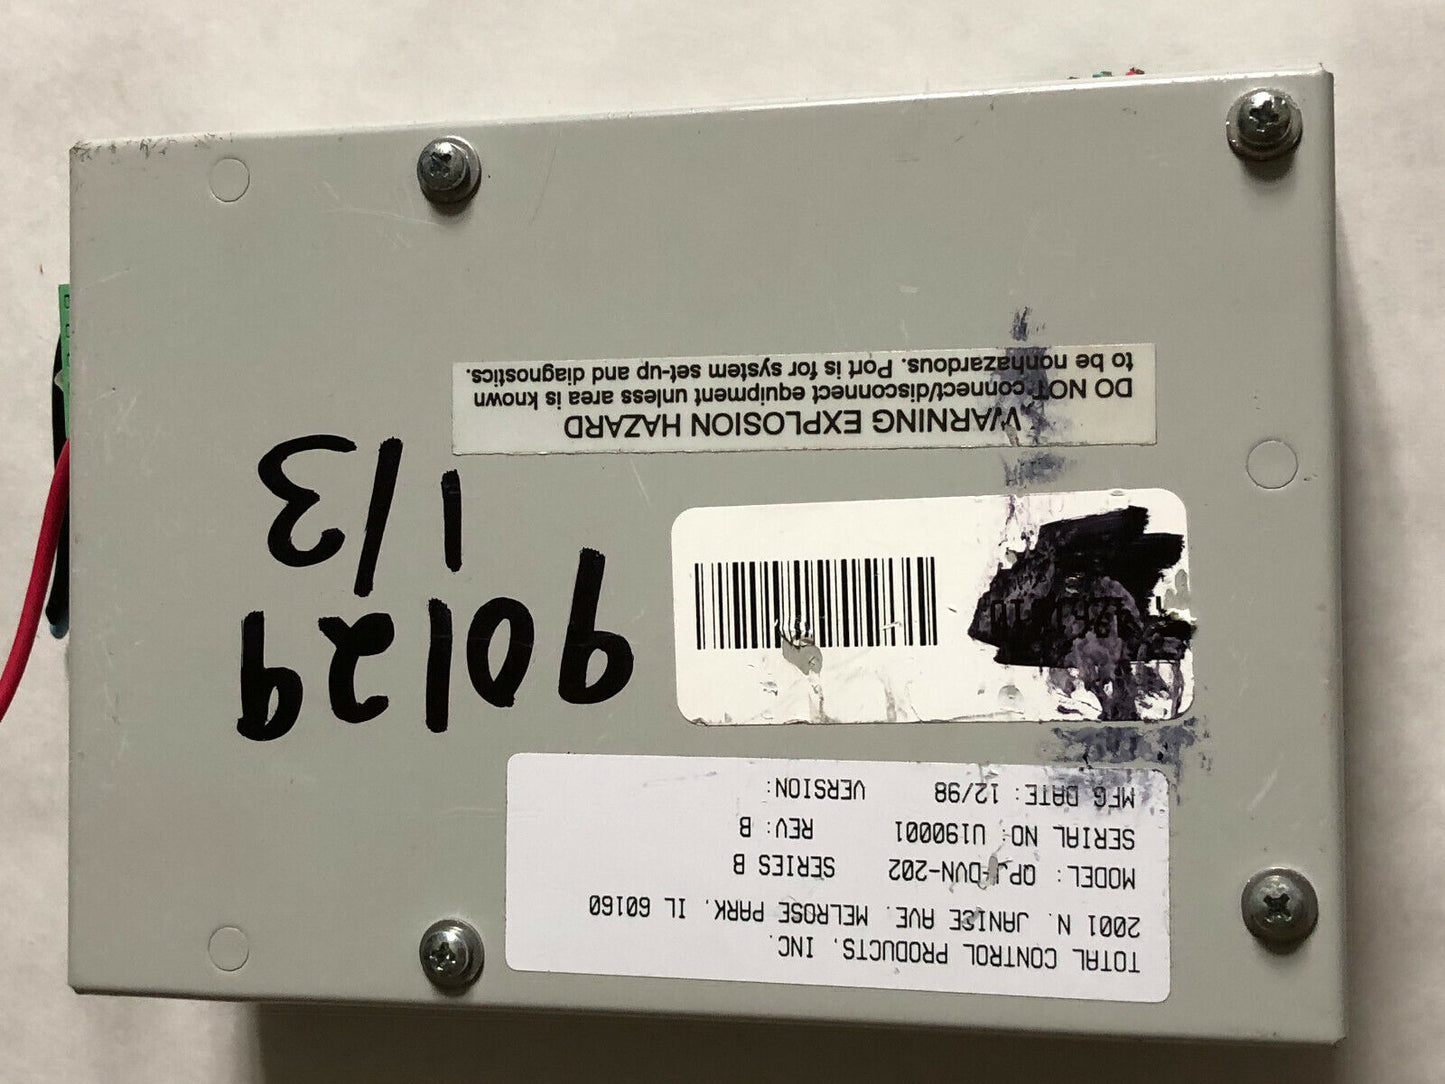 TOTAL CONTROL PRODUCTS, INC.
2001 N. JANICE AVE. MELROSE PARK, IL 60160
MODEL: QPJ-DVN-202 SERIES B
SERIAL NO: U190001 REV: B
MFG DATE: 12/98 VERSION:
90129
1/3
WARNING EXPLOSION HAZARD
DO NOT connect/disconnect equipment unless area is known
to be nonhazardous. Port is for system set-up and diagnostics.